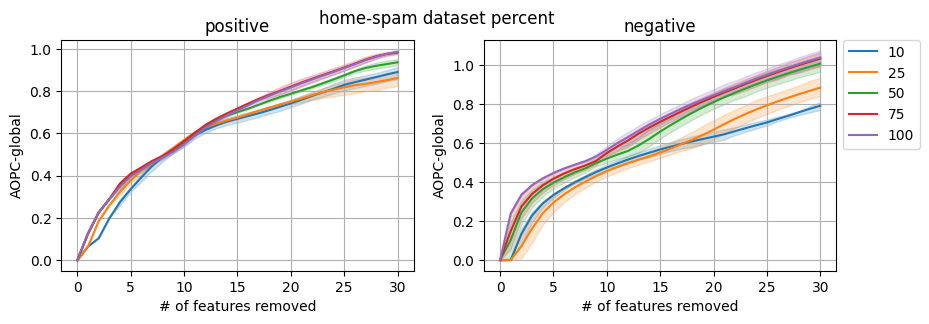 home-spam dataset percent
positive
AOPC-global
1.0
0.8
0.6
0.4
0.2
0.0
0 5 10 15 20 25 30
# of features removed
negative
AOPC-global
1.0
0.8
0.6
0.4
0.2
0.0
0 5 10 15 20 25 30
# of features removed
10
25
50
75
100